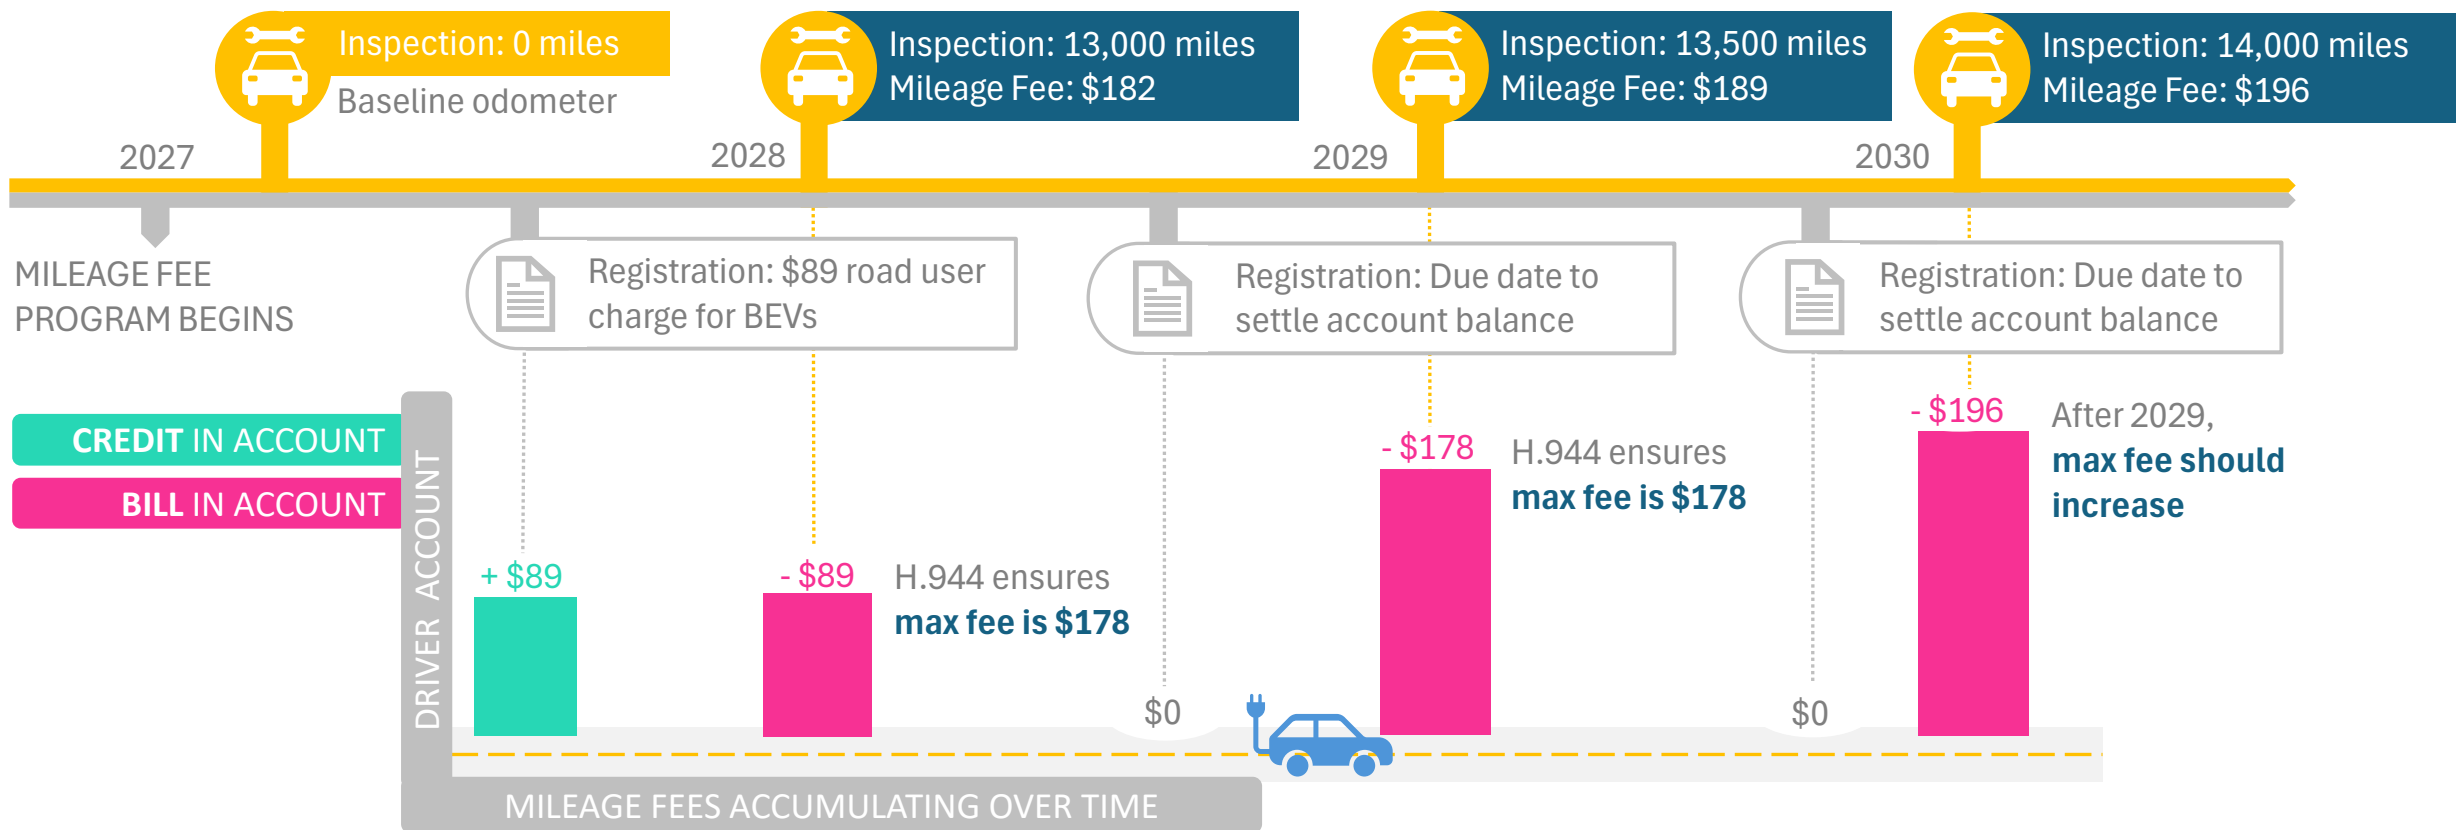 Inspection: 0 miles
Baseline odometer
Inspection: 13,000 miles
Mileage Fee: $182
Inspection: 13,500 miles
Mileage Fee: $189
Inspection: 14,000 miles
Mileage Fee: $196
2027
2028
2029
2030
MILEAGE FEE
PROGRAM BEGINS
Registration: $89 road user
charge for BEVs
Registration: Due date to
settle account balance
Registration: Due date to
settle account balance
CREDIT IN ACCOUNT
BILL IN ACCOUNT
DRIVER ACCOUNT
+ $89
- $89
H.944 ensures
max fee is $178
$0
- $178
H.944 ensures
max fee is $178
$0
- $196
After 2029,
max fee should
increase
MILEAGE FEES ACCUMULATING OVER TIME